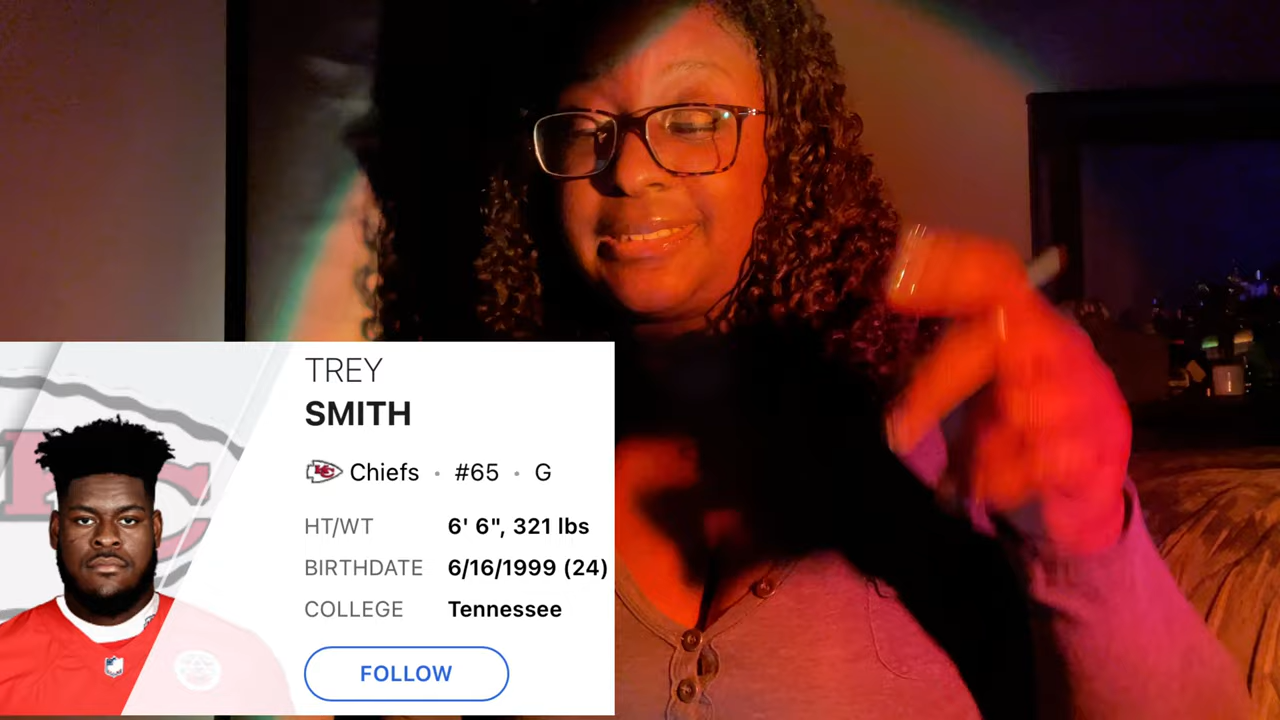 TREY
SMITH
Chiefs • #65 • G
HT/WT 6' 6", 321 lbs
BIRTHDATE 6/16/1999 (24)
COLLEGE Tennessee
FOLLOW